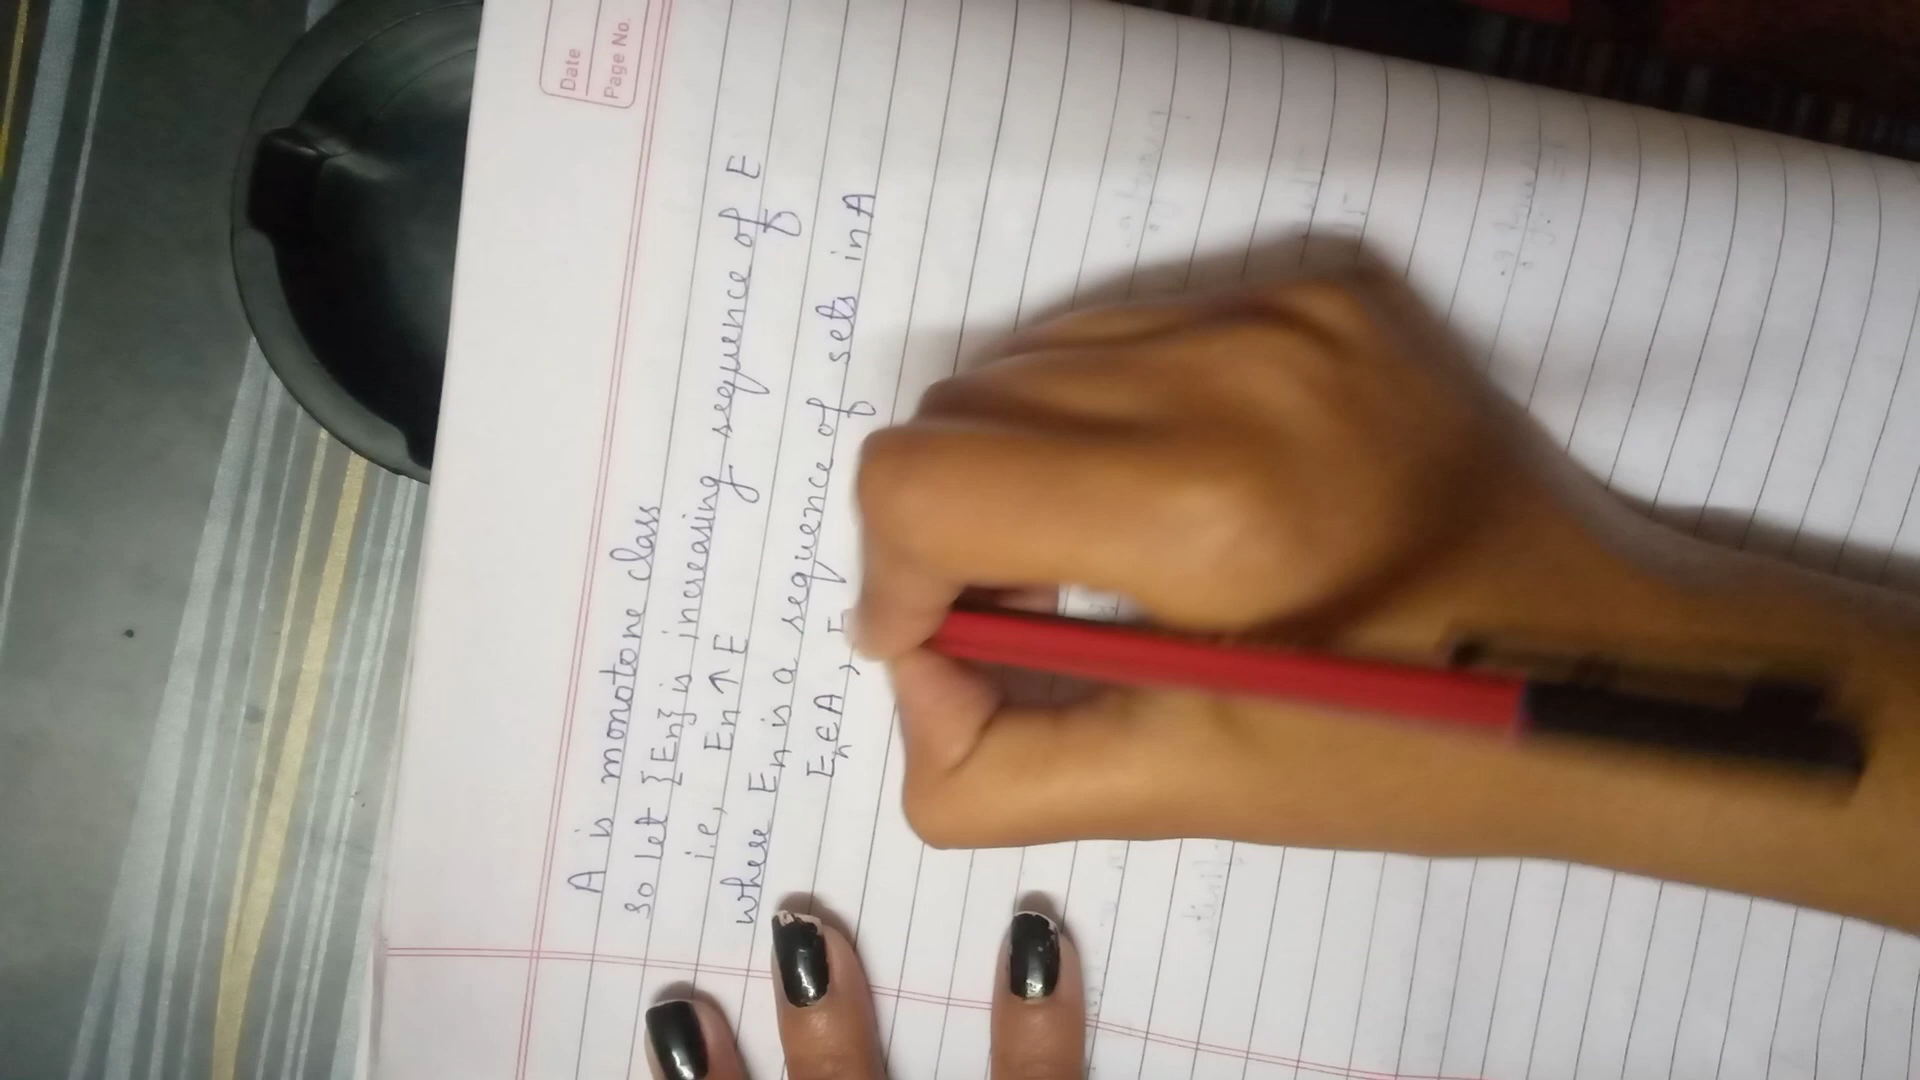 Date
Page No.
A is monotone class
so let {En} is increasing sequence of E
i.e, En ↑ E
where En is a sequence of sets in A
En ∈ A ,